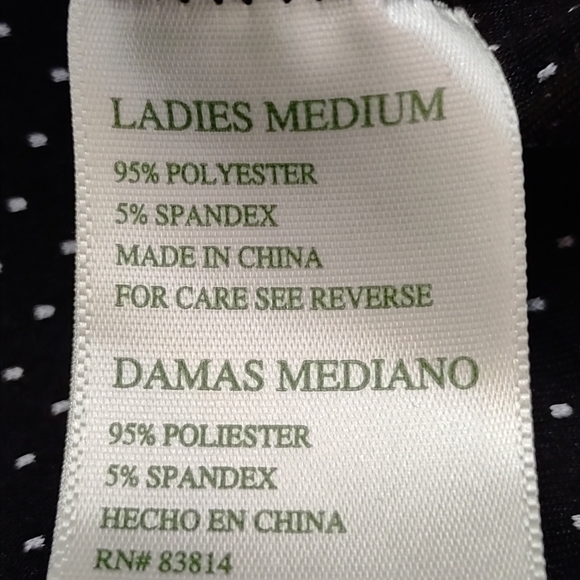 LADIES MEDIUM
95% POLYESTER
5% SPANDEX
MADE IN CHINA
FOR CARE SEE REVERSE
DAMAS MEDIANO
95% POLIESTER
5% SPANDEX
HECHO EN CHINA
RN# 83814